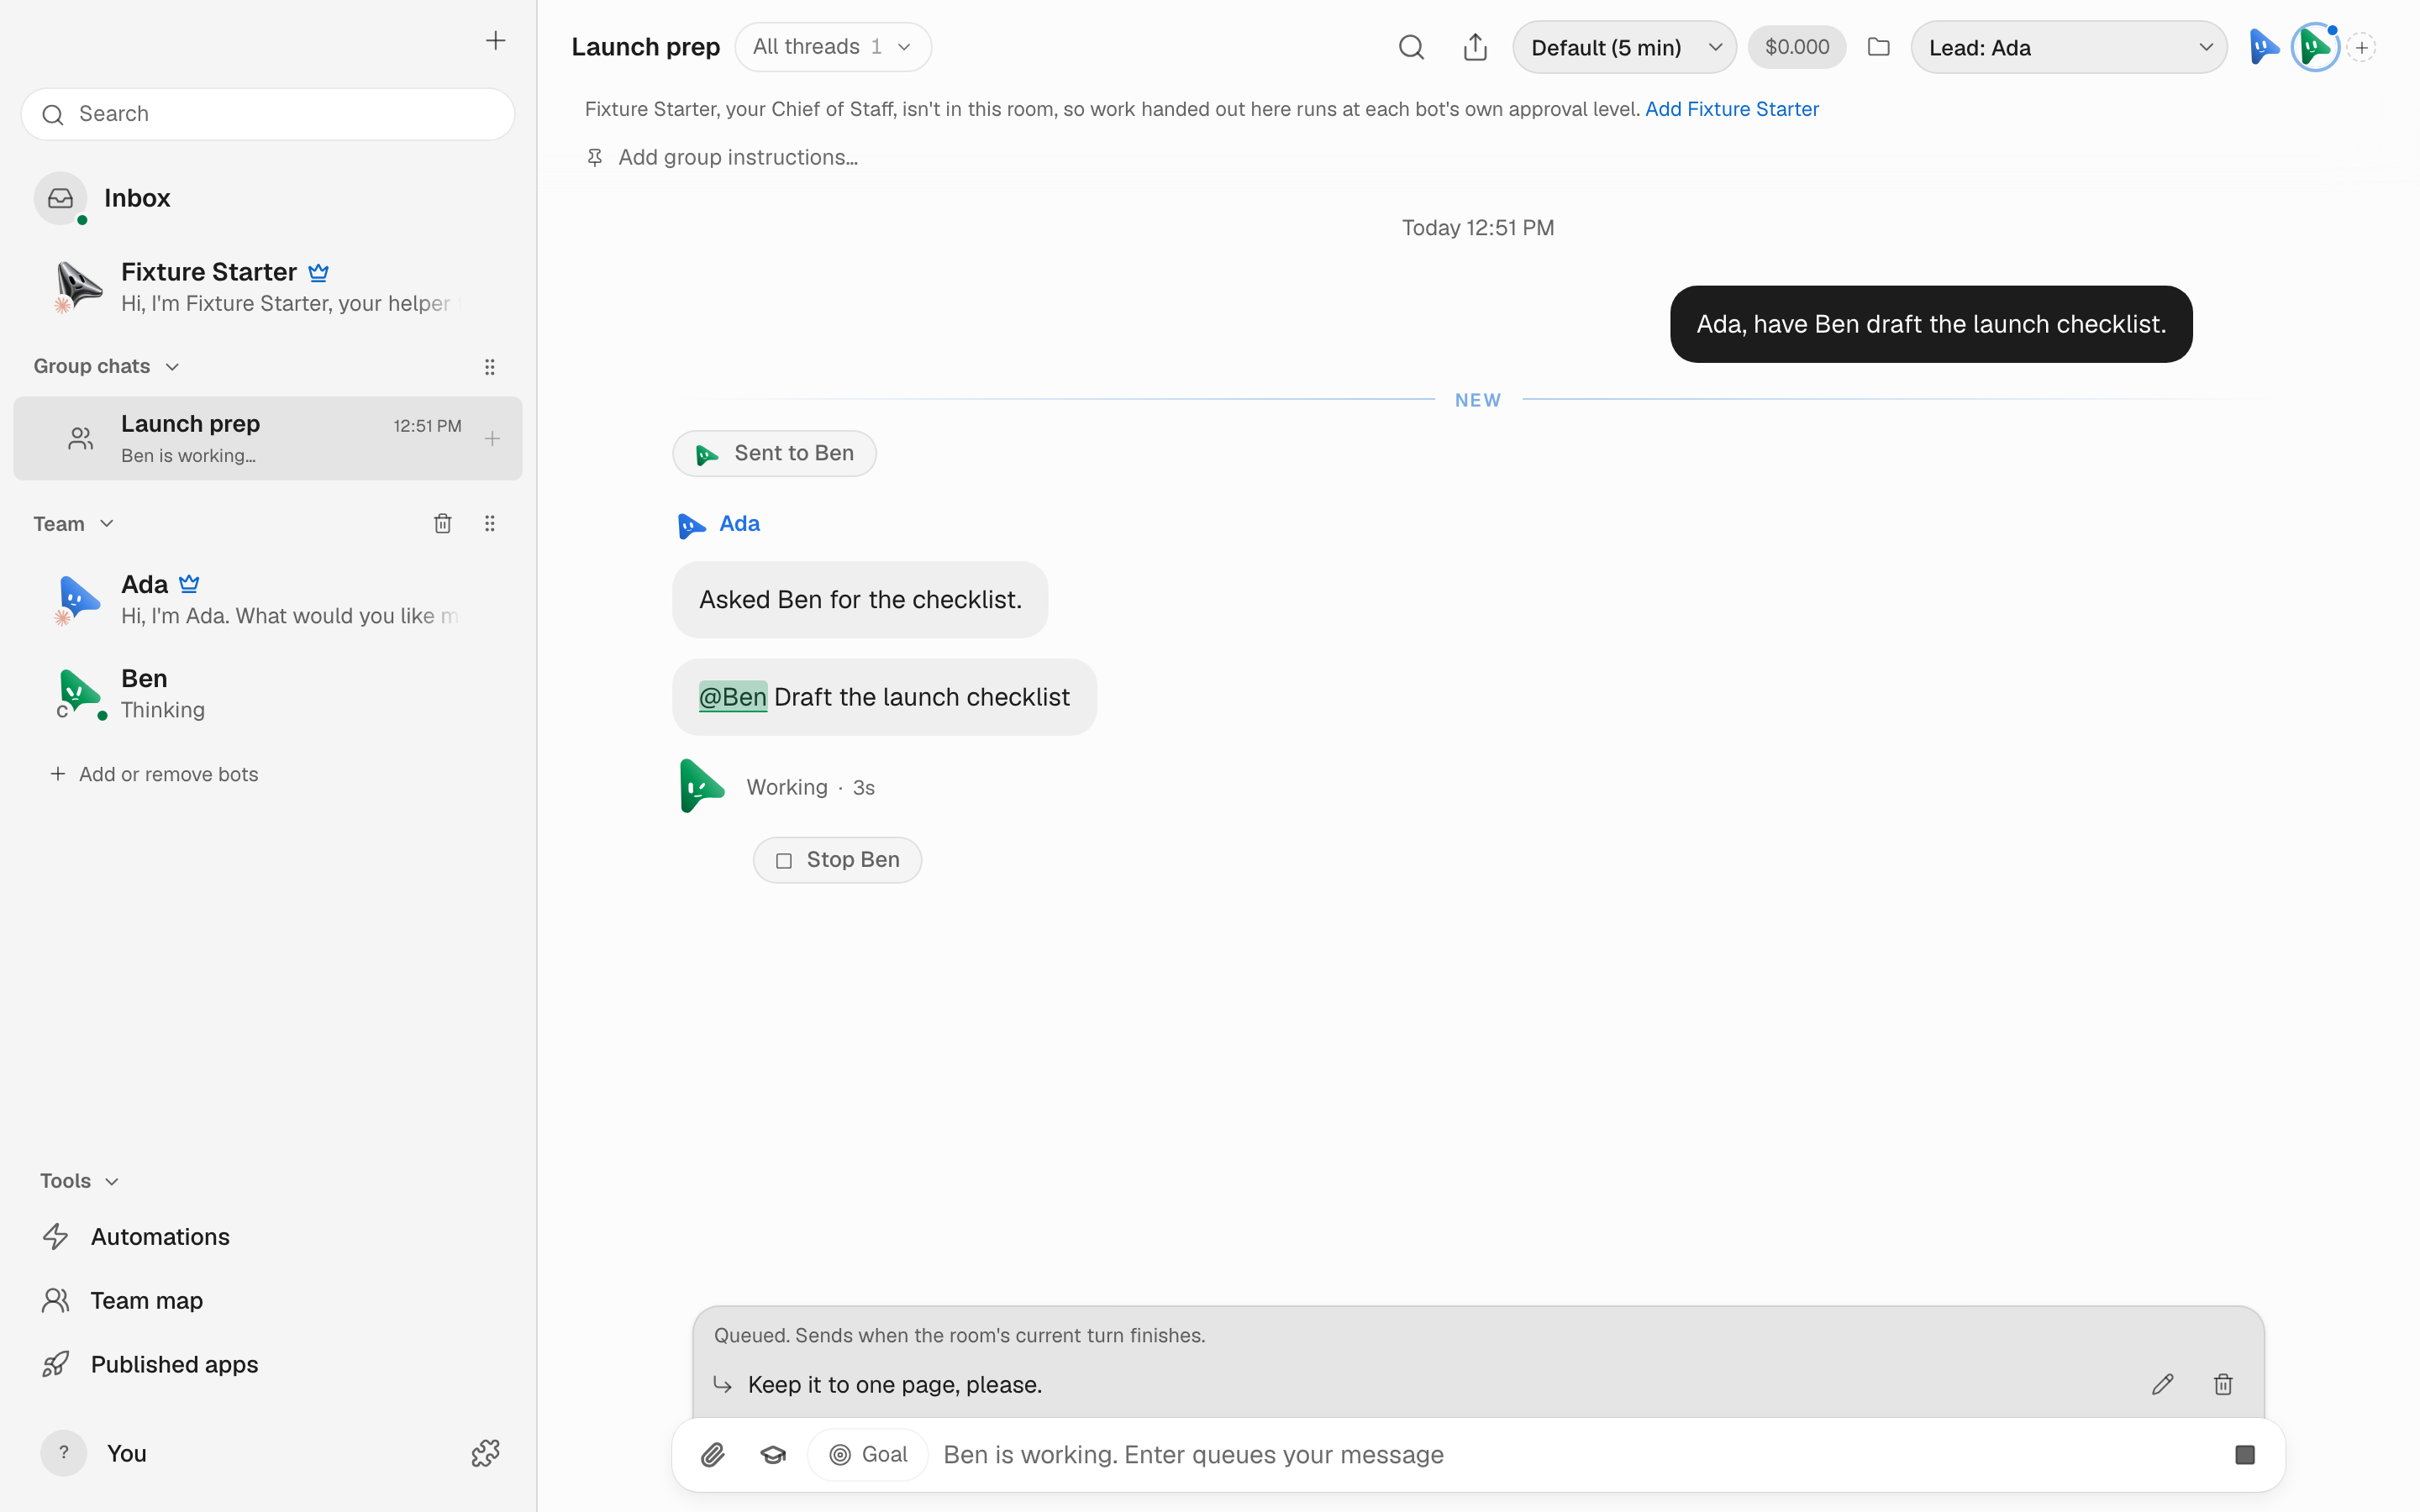 Search
Inbox
Fixture Starter
Hi, I'm Fixture Starter, your helper
Group chats
Launch prep 12:51 PM
Ben is working...
Team
Ada
Hi, I'm Ada. What would you like m
Ben
C Thinking
Add or remove bots
Tools
Automations
Team map
Published apps
? You
Launch prep All threads 1 Default (5 min) $0.000 Lead: Ada
Fixture Starter, your Chief of Staff, isn't in this room, so work handed out here runs at each bot's own approval level. Add Fixture Starter
Add group instructions...
Today 12:51 PM
Ada, have Ben draft the launch checklist.
NEW
Sent to Ben
Ada
Asked Ben for the checklist.
@Ben Draft the launch checklist
Working · 3s
Stop Ben
Queued. Sends when the room's current turn finishes.
Keep it to one page, please.
Goal Ben is working. Enter queues your message